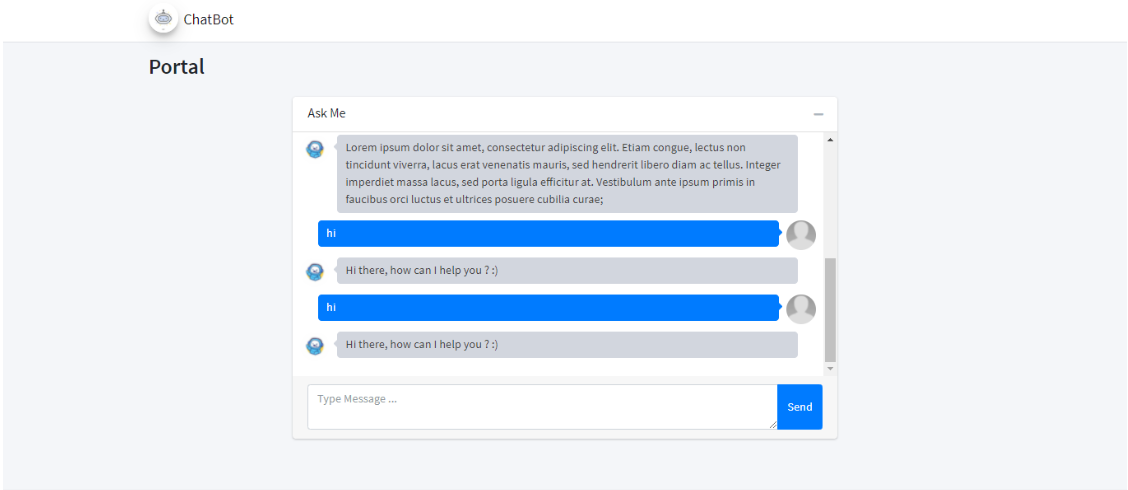 ChatBot
Portal
Ask Me
Lorem ipsum dolor sit amet, consectetur adipiscing elit. Etiam congue, lectus non
tincidunt viverra, lacus erat venenatis mauris, sed hendrerit libero diam ac tellus. Integer
imperdiet massa lacus, sed porta ligula efficitur at. Vestibulum ante ipsum primis in
faucibus orci luctus et ultrices posuere cubilia curae;
hi
Hi there, how can I help you ? :)
hi
Hi there, how can I help you ? :)
Type Message ...
Send